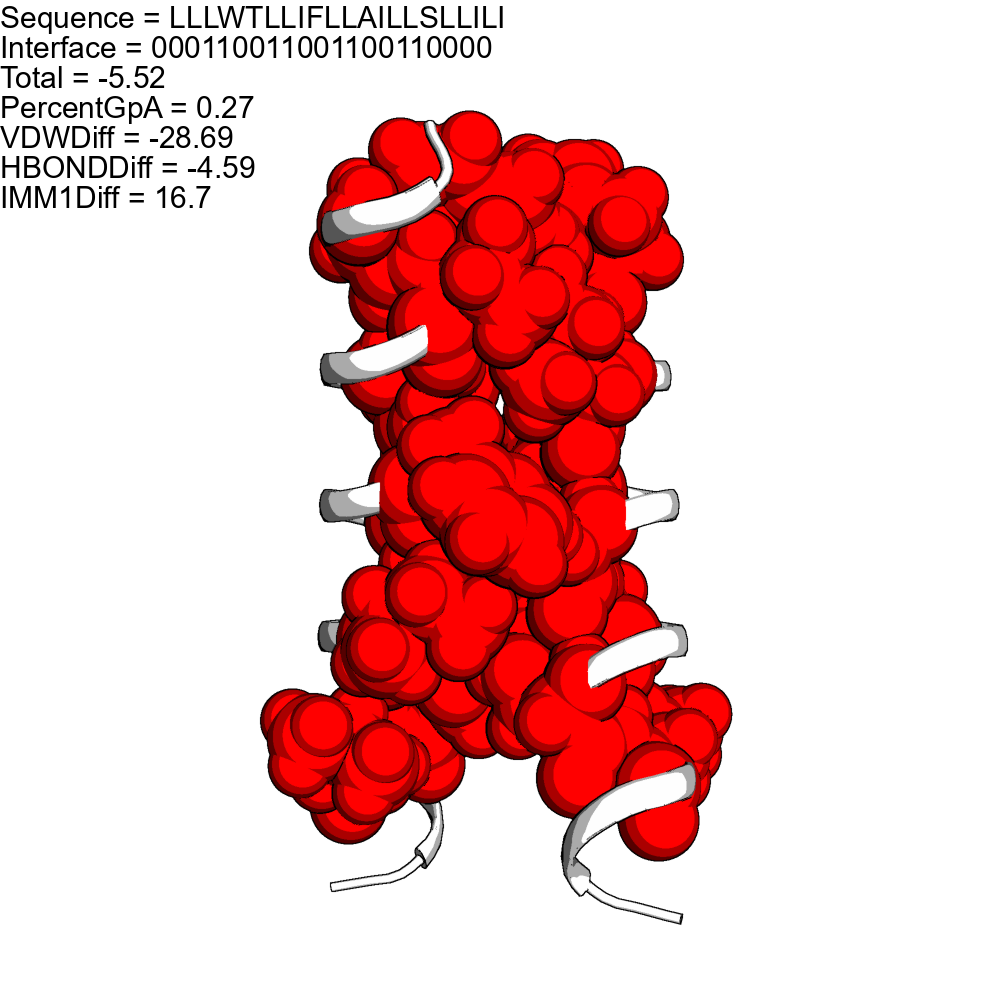 Sequence = LLLWTLLIFLLAILLSLLILI
Interface = 000110011001100110000
Total = -5.52
PercentGpA = 0.27
VDWDiff = -28.69
HBONDDiff = -4.59
IMM1Diff = 16.7